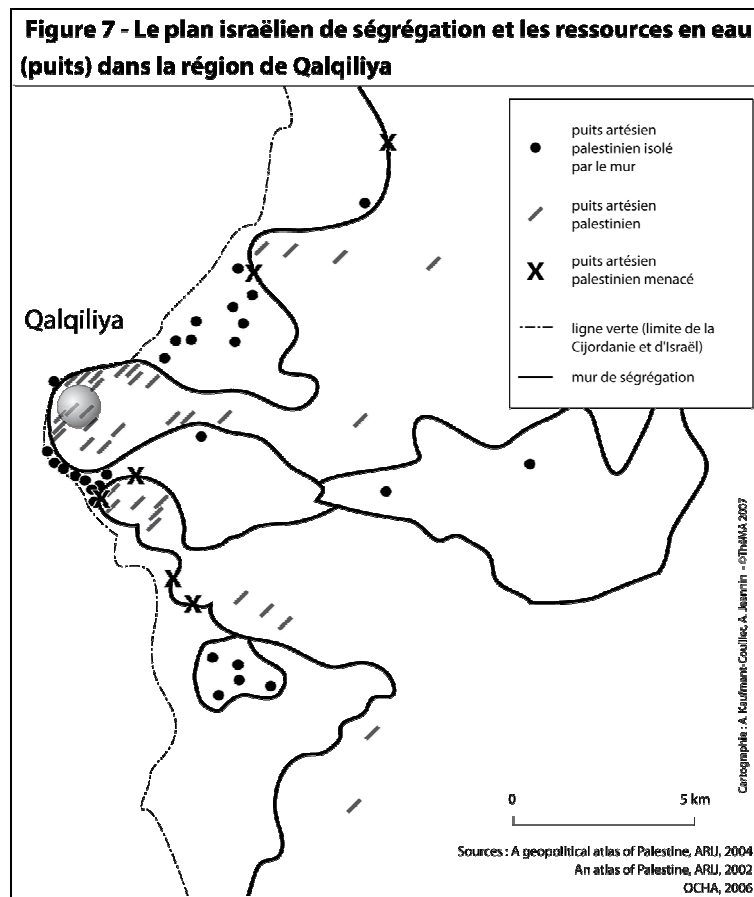 Figure 7 - Le plan israëlien de ségrégation et les ressources en eau
(puits) dans la région de Qalqiliya
puits artésien
palestinien isolé
par le mur
puits artésien
palestinien
X
puits artésien
palestinien menacé
ligne verte (limite de la
Cijordanie et d'Israël)
mur de ségrégation
Qalqiliya
X
X
X
X
X
X
0 5 km
Cartographie : A. Kaufmant-Couillec, A. Jeannin - ©ThéMA 2007
Sources : A geopolitical atlas of Palestine, ARIJ, 2004
An atlas of Palestine, ARIJ, 2002
OCHA, 2006